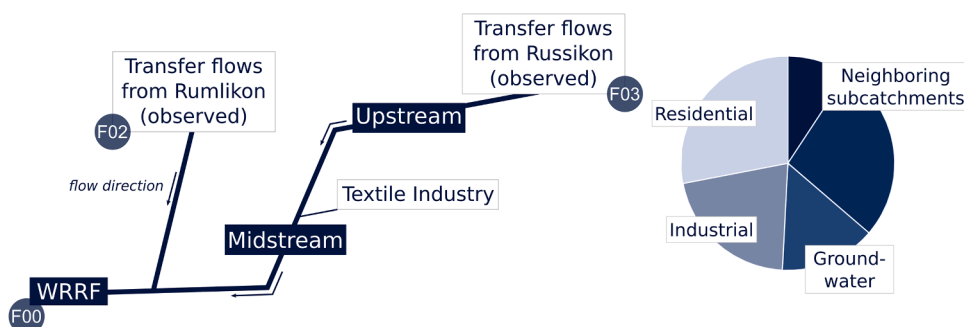 Transfer flows
from Rumlikon
(observed)
F02
flow direction
Transfer flows
from Russikon
(observed)
F03
Upstream
Textile Industry
Midstream
WRRF
F00
Neighboring
subcatchments
Residential
Industrial
Ground-
water